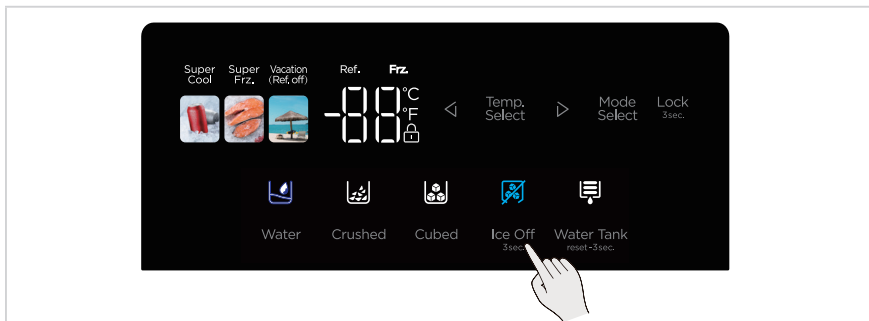 Super Super Vacation
Cool Frz. (Ref, off)
Ref. Frz.
-88 °C
°F
Temp.
Select
Mode
Select
Lock
3sec.
Water Crushed Cubed Ice Off Water Tank
3sec. reset-3sec.